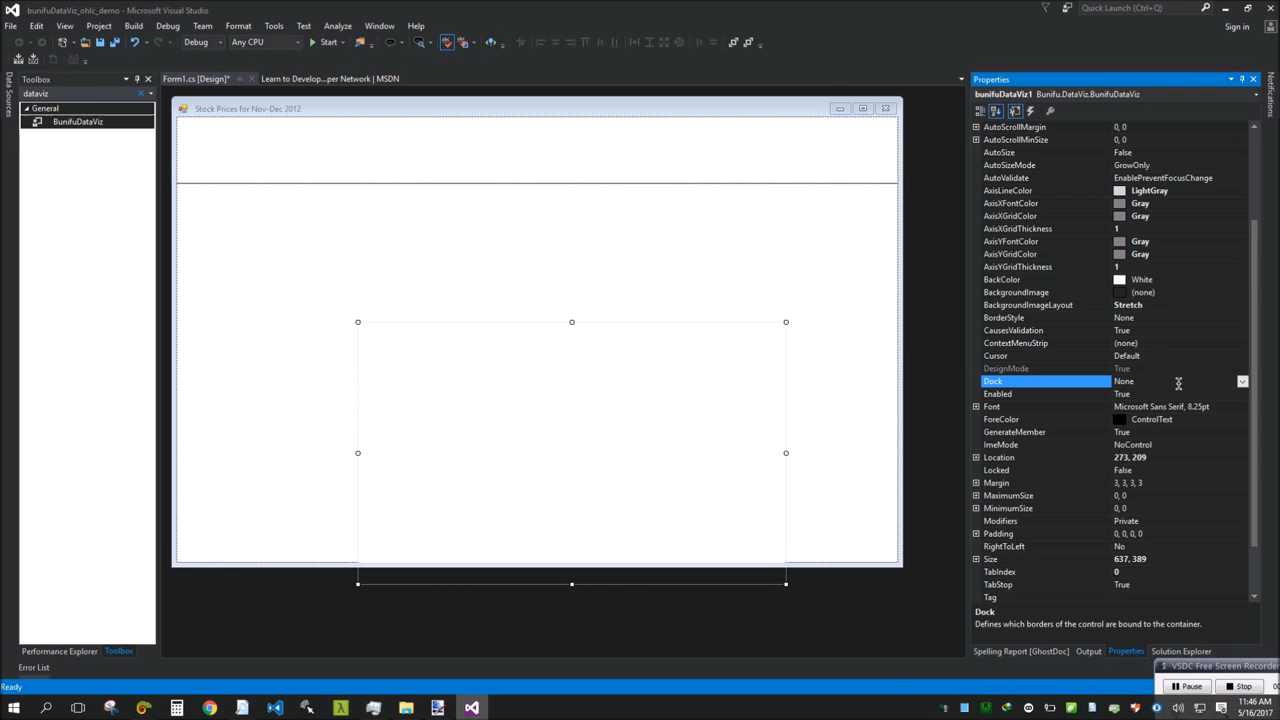 bunifuDataViz_ohlc_demo - Microsoft Visual Studio
Quick Launch (Ctrl+Q)
File Edit View Project Build Debug Team Format Tools Test Analyze Window Help
Sign in
Debug Any CPU Start
Data Sources
Toolbox
dataviz
General
BunifuDataViz
Form1.cs [Design]* Learn to Develop...per Network | MSDN
Stock Prices for Nov-Dec 2012
Properties
Notifications
bunifuDataViz1 Bunifu.DataViz.BunifuDataViz
AutoScrollMargin 0, 0
AutoScrollMinSize 0, 0
AutoSize False
AutoSizeMode GrowOnly
AutoValidate EnablePreventFocusChange
AxisLineColor LightGray
AxisXFontColor Gray
AxisXGridColor Gray
AxisXGridThickness 1
AxisYFontColor Gray
AxisYGridColor Gray
AxisYGridThickness 1
BackColor White
BackgroundImage (none)
BackgroundImageLayout Stretch
BorderStyle None
CausesValidation True
ContextMenuStrip (none)
Cursor Default
DesignMode True
Dock None
Enabled True
Font Microsoft Sans Serif, 8.25pt
ForeColor ControlText
GenerateMember True
ImeMode NoControl
Location 273, 209
Locked False
Margin 3, 3, 3, 3
MaximumSize 0, 0
MinimumSize 0, 0
Modifiers Private
Padding 0, 0, 0, 0
RightToLeft No
Size 637, 389
TabIndex 0
TabStop True
Tag
Dock
Defines which borders of the control are bound to the container.
Performance Explorer Toolbox
Spelling Report [GhostDoc] Output Properties Solution Explorer
Error List
VSDC Free Screen Recorder
Ready
Pause Stop
11:46 AM
5/16/2017